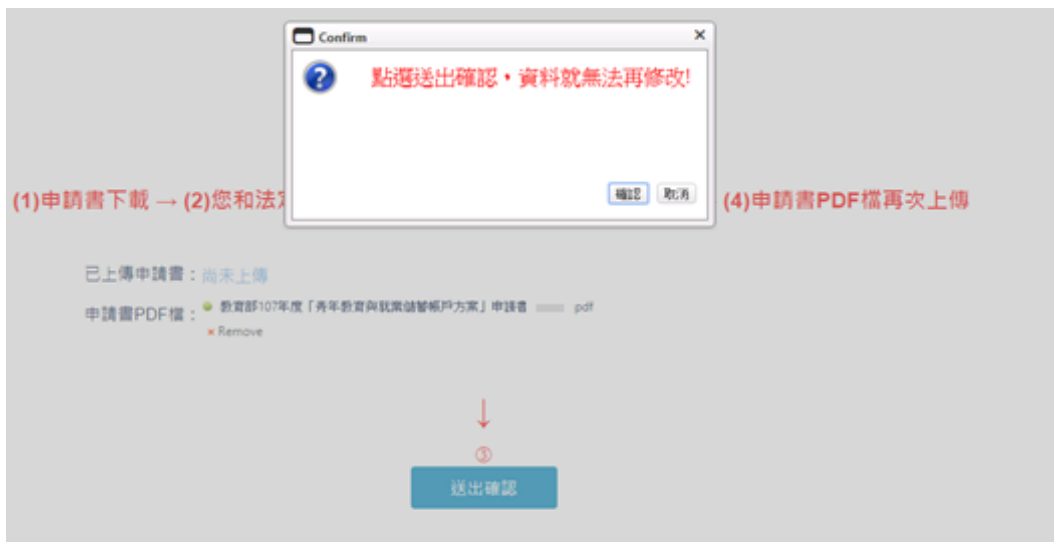 Confirm
點選送出確認，資料就無法再修改!
確認 取消
(1)申請書下載 → (2)您和法定 (4)申請書PDF檔再次上傳
已上傳申請書：尚未上傳
申請書PDF檔：教育部107年度「青年教育與就業儲蓄帳戶方案」申請書 pdf
Remove
③
送出確認